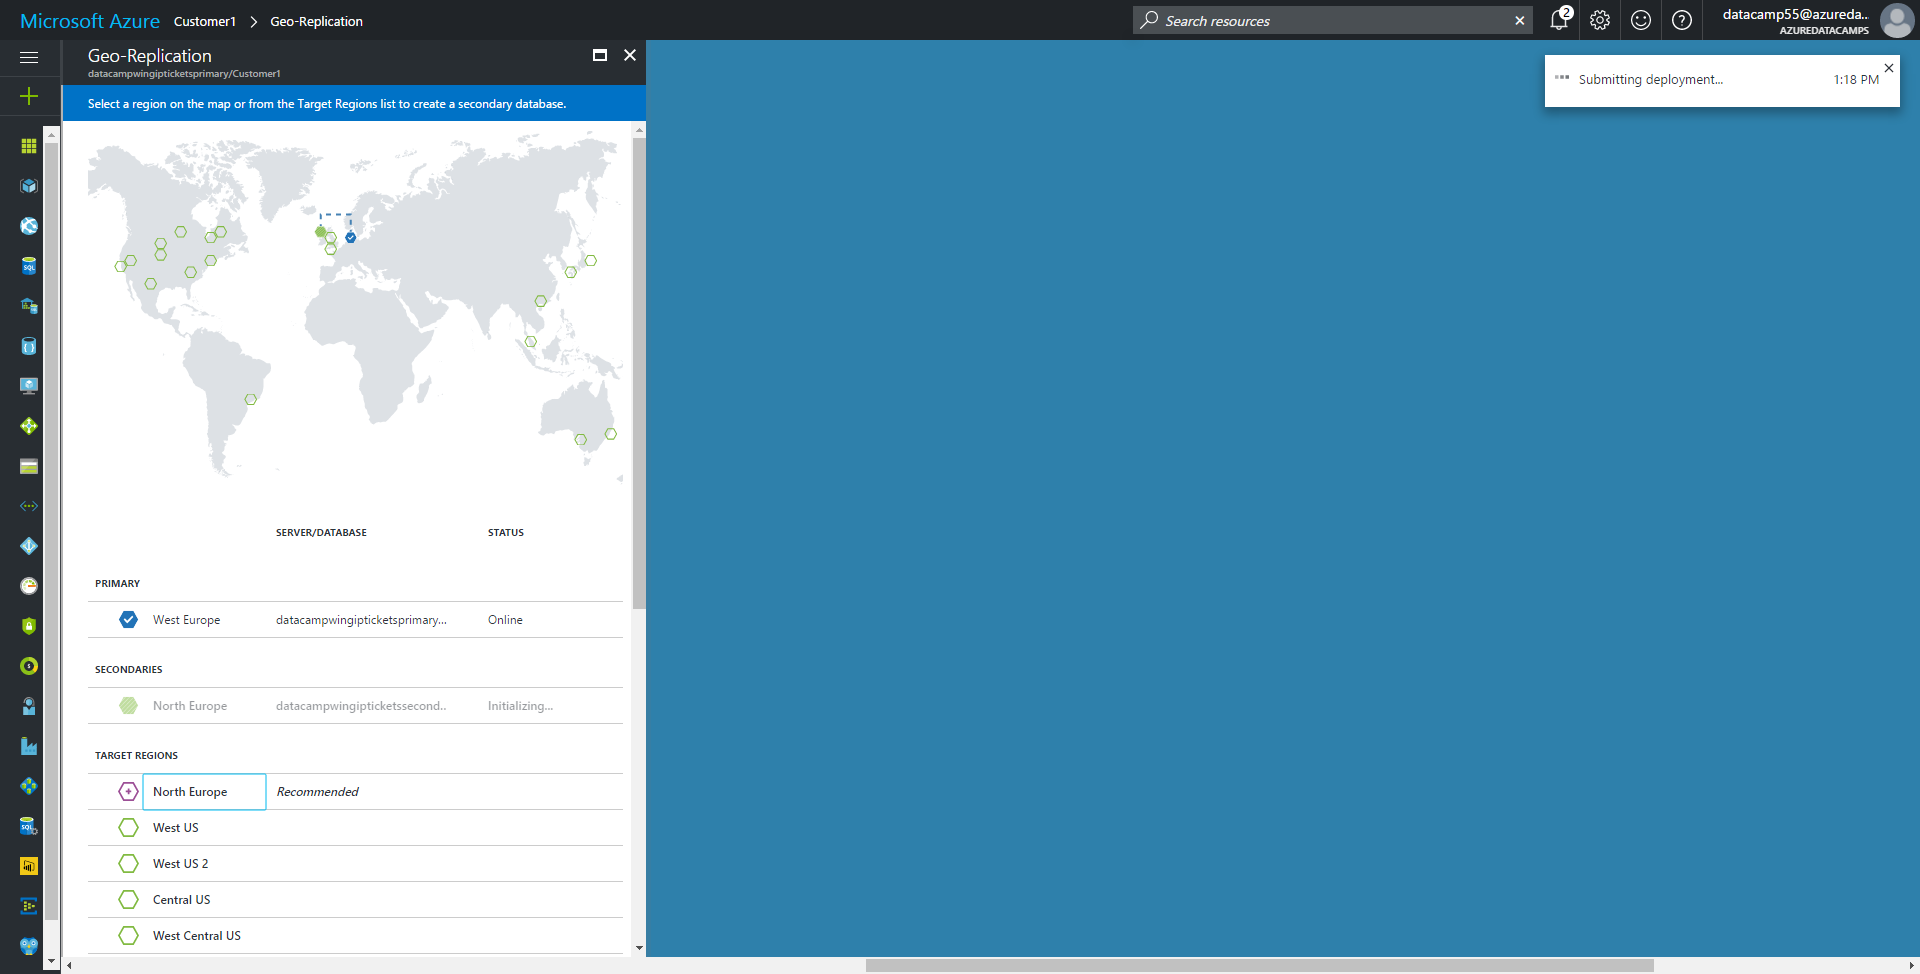 Microsoft Azure Customer1 > Geo-Replication
Search resources
2
datacamp55@azureda...
AZUREDATACAMPS
Geo-Replication
datacampwingipticketsprimary/Customer1
Select a region on the map or from the Target Regions list to create a secondary database.
Submitting deployment... 1:18 PM
SERVER/DATABASE STATUS
PRIMARY
West Europe datacampwingipticketsprimary... Online
SECONDARIES
North Europe datacampwingipticketssecond.. Initializing...
TARGET REGIONS
North Europe Recommended
West US
West US 2
Central US
West Central US